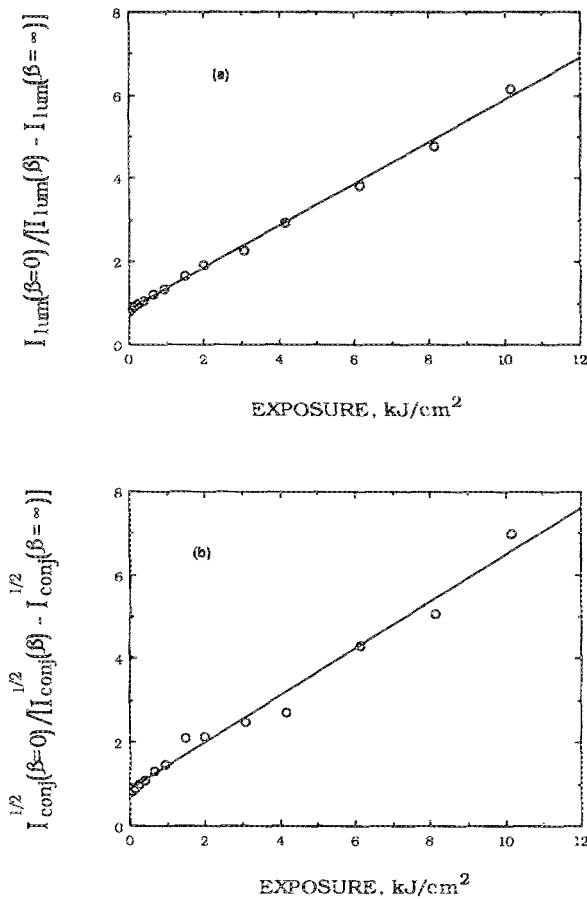 I_lum(β=0)/[I_lum(β) - I_lum(β=∞)]
8
(a)
6
4
2
0
0 2 4 6 8 10 12
EXPOSURE, kJ/cm²
I_conj^1/2(β=0)/[I_conj^1/2(β) - I_conj^1/2(β=∞)]
8
(b)
6
4
2
0
0 2 4 6 8 10 12
EXPOSURE, kJ/cm²